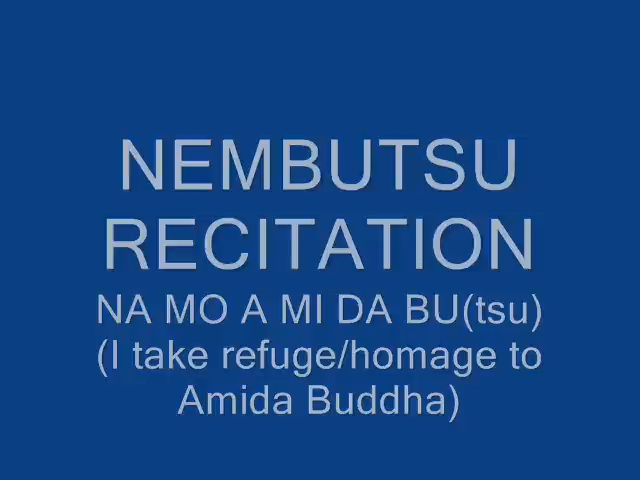 NEMBUTSU
RECITATION
NA MO A MI DA BU(tsu)
(I take refuge/homage to
Amida Buddha)